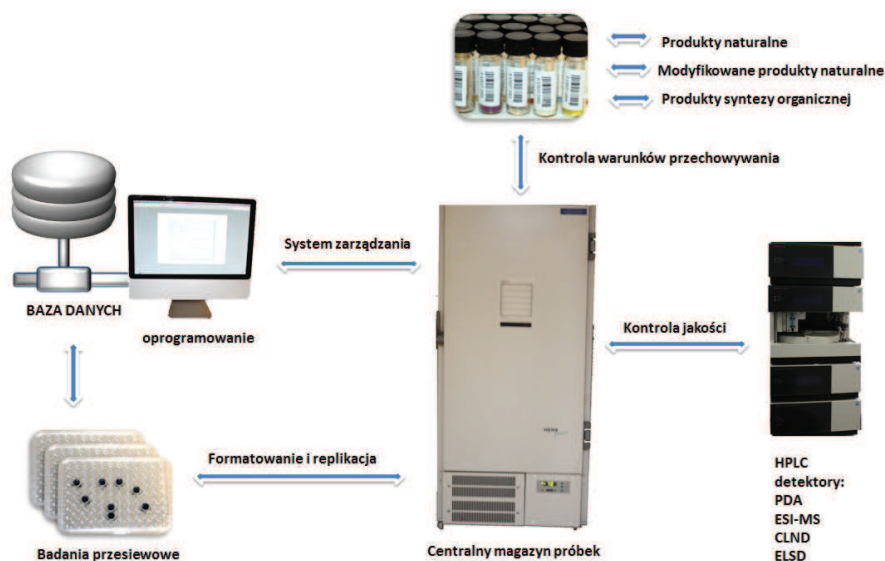 Produkty naturalne
Modyfikowane produkty naturalne
Produkty syntezy organicznej
Kontrola warunków przechowywania
System zarządzania
BAZA DANYCH
oprogramowanie
Kontrola jakości
Formatowanie i replikacja
Badania przesiewowe
Centralny magazyn próbek
HPLC
detektory:
PDA
ESI-MS
CLND
ELSD